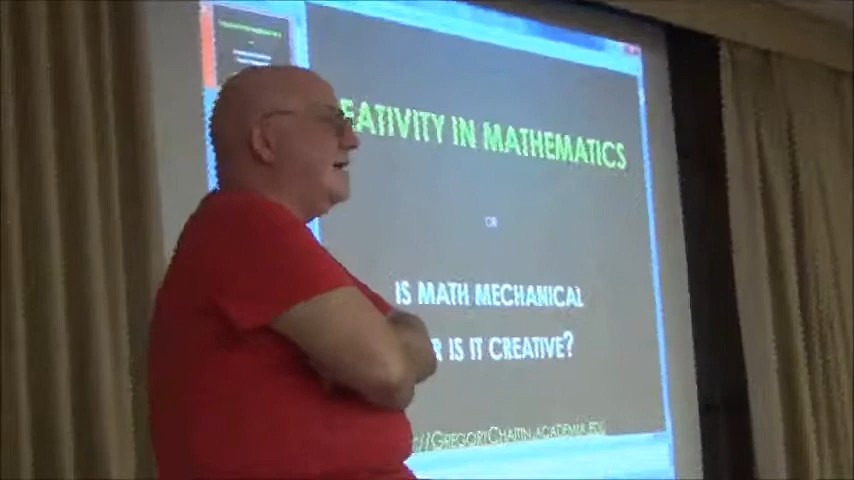 EATIVITY IN MATHEMATICS
OR
IS MATH MECHANICAL
R IS IT CREATIVE?
://GREGORYCHAITIN.ACADEMIA.EDU